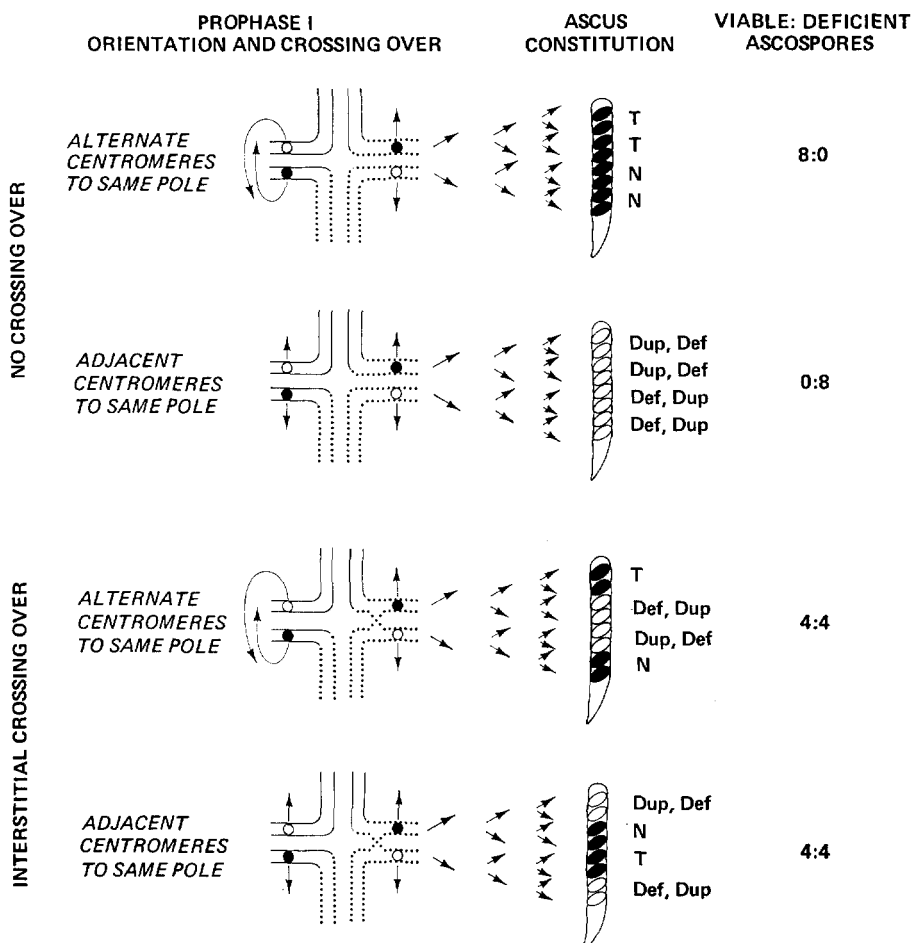 PROPHASE I
ORIENTATION AND CROSSING OVER
ASCUS
CONSTITUTION
VIABLE: DEFICIENT
ASCOSPORES
NO CROSSING OVER
ALTERNATE
CENTROMERES
TO SAME POLE
T
T
N
N
8:0
ADJACENT
CENTROMERES
TO SAME POLE
Dup, Def
Dup, Def
Def, Dup
Def, Dup
0:8
INTERSTITIAL CROSSING OVER
ALTERNATE
CENTROMERES
TO SAME POLE
T
Def, Dup
Dup, Def
N
4:4
ADJACENT
CENTROMERES
TO SAME POLE
Dup, Def
N
T
Def, Dup
4:4